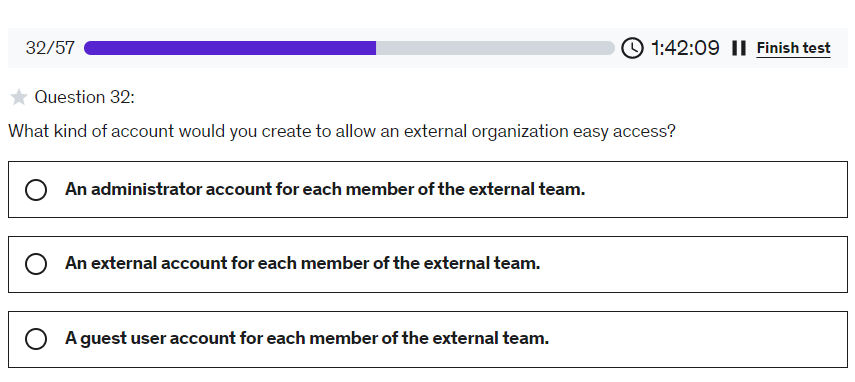 32/57 1:42:09 Finish test
Question 32:
What kind of account would you create to allow an external organization easy access?
An administrator account for each member of the external team.
An external account for each member of the external team.
A guest user account for each member of the external team.